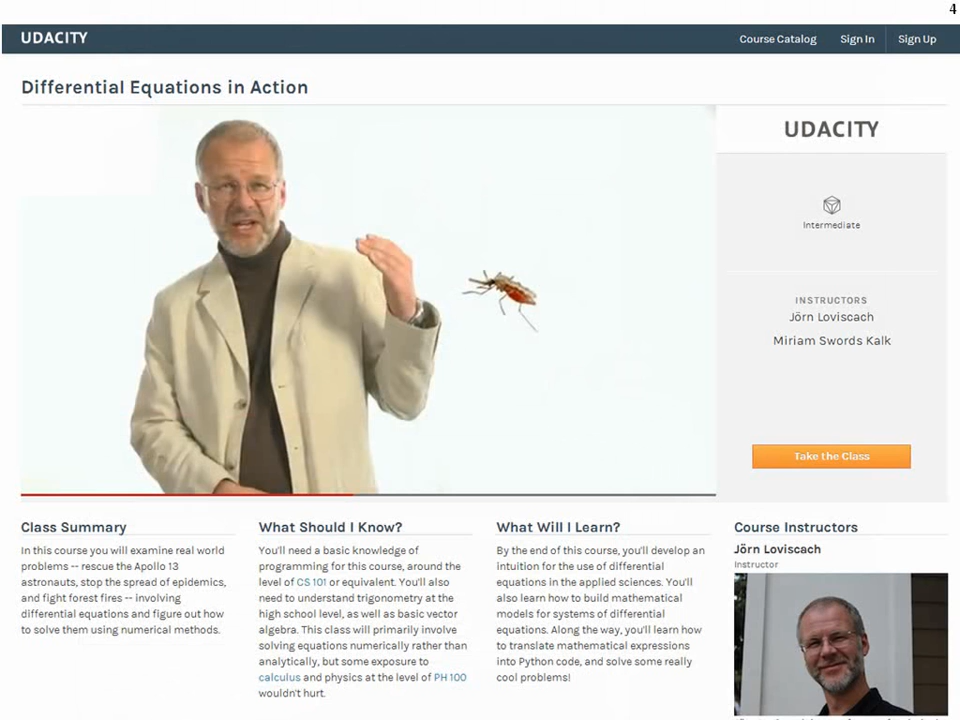 4
UDACITY
Course Catalog
Sign In
Sign Up
Differential Equations in Action
UDACITY
Intermediate
INSTRUCTORS
Jörn Loviscach
Miriam Swords Kalk
Take the Class
Class Summary
In this course you will examine real world
problems -- rescue the Apollo 13
astronauts, stop the spread of epidemics,
and fight forest fires -- involving
differential equations and figure out how
to solve them using numerical methods.
What Should I Know?
You'll need a basic knowledge of
programming for this course, around the
level of CS 101 or equivalent. You'll also
need to understand trigonometry at the
high school level, as well as basic vector
algebra. This class will primarily involve
solving equations numerically rather than
analytically, but some exposure to
calculus and physics at the level of PH 100
wouldn't hurt.
What Will I Learn?
By the end of this course, you'll develop an
intuition for the use of differential
equations in the applied sciences. You'll
also learn how to build mathematical
models for systems of differential
equations. Along the way, you'll learn how
to translate mathematical expressions
into Python code, and solve some really
cool problems!
Course Instructors
Jörn Loviscach
Instructor